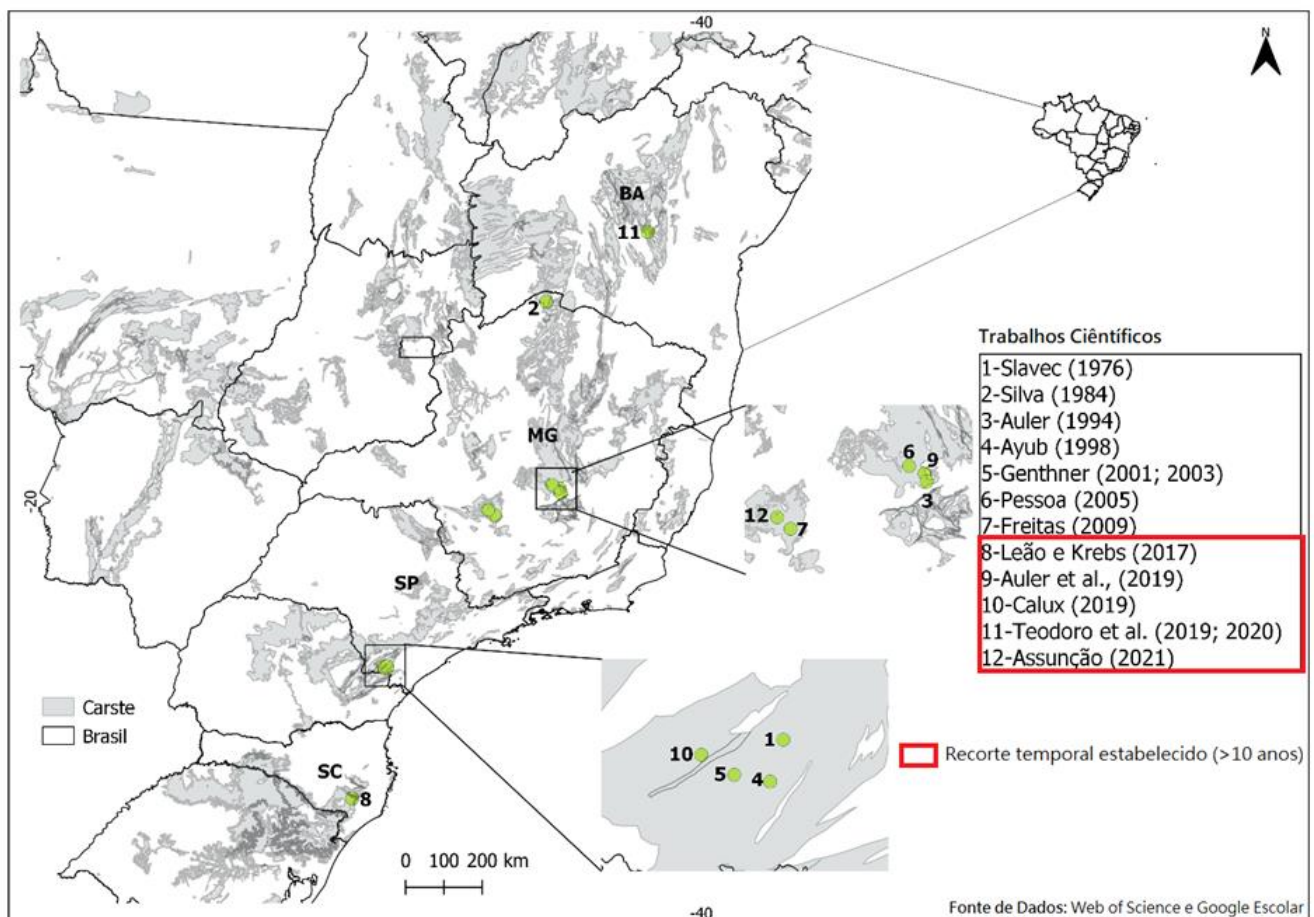 -40
N
BA
11
2
Trabalhos Ciêntíficos
1-Slavec (1976)
2-Silva (1984)
3-Auler (1994)
4-Ayub (1998)
5-Genthner (2001; 2003)
6-Pessoa (2005)
7-Freitas (2009)
8-Leão e Krebs (2017)
9-Auler et al., (2019)
10-Calux (2019)
11-Teodoro et al. (2019; 2020)
12-Assunção (2021)
MG
6
9
3
12
7
-20
SP
Carste
Brasil
10
1
5
4
Recorte temporal estabelecido (>10 anos)
SC
8
0 100 200 km
-40
Fonte de Dados: Web of Science e Google Escolar